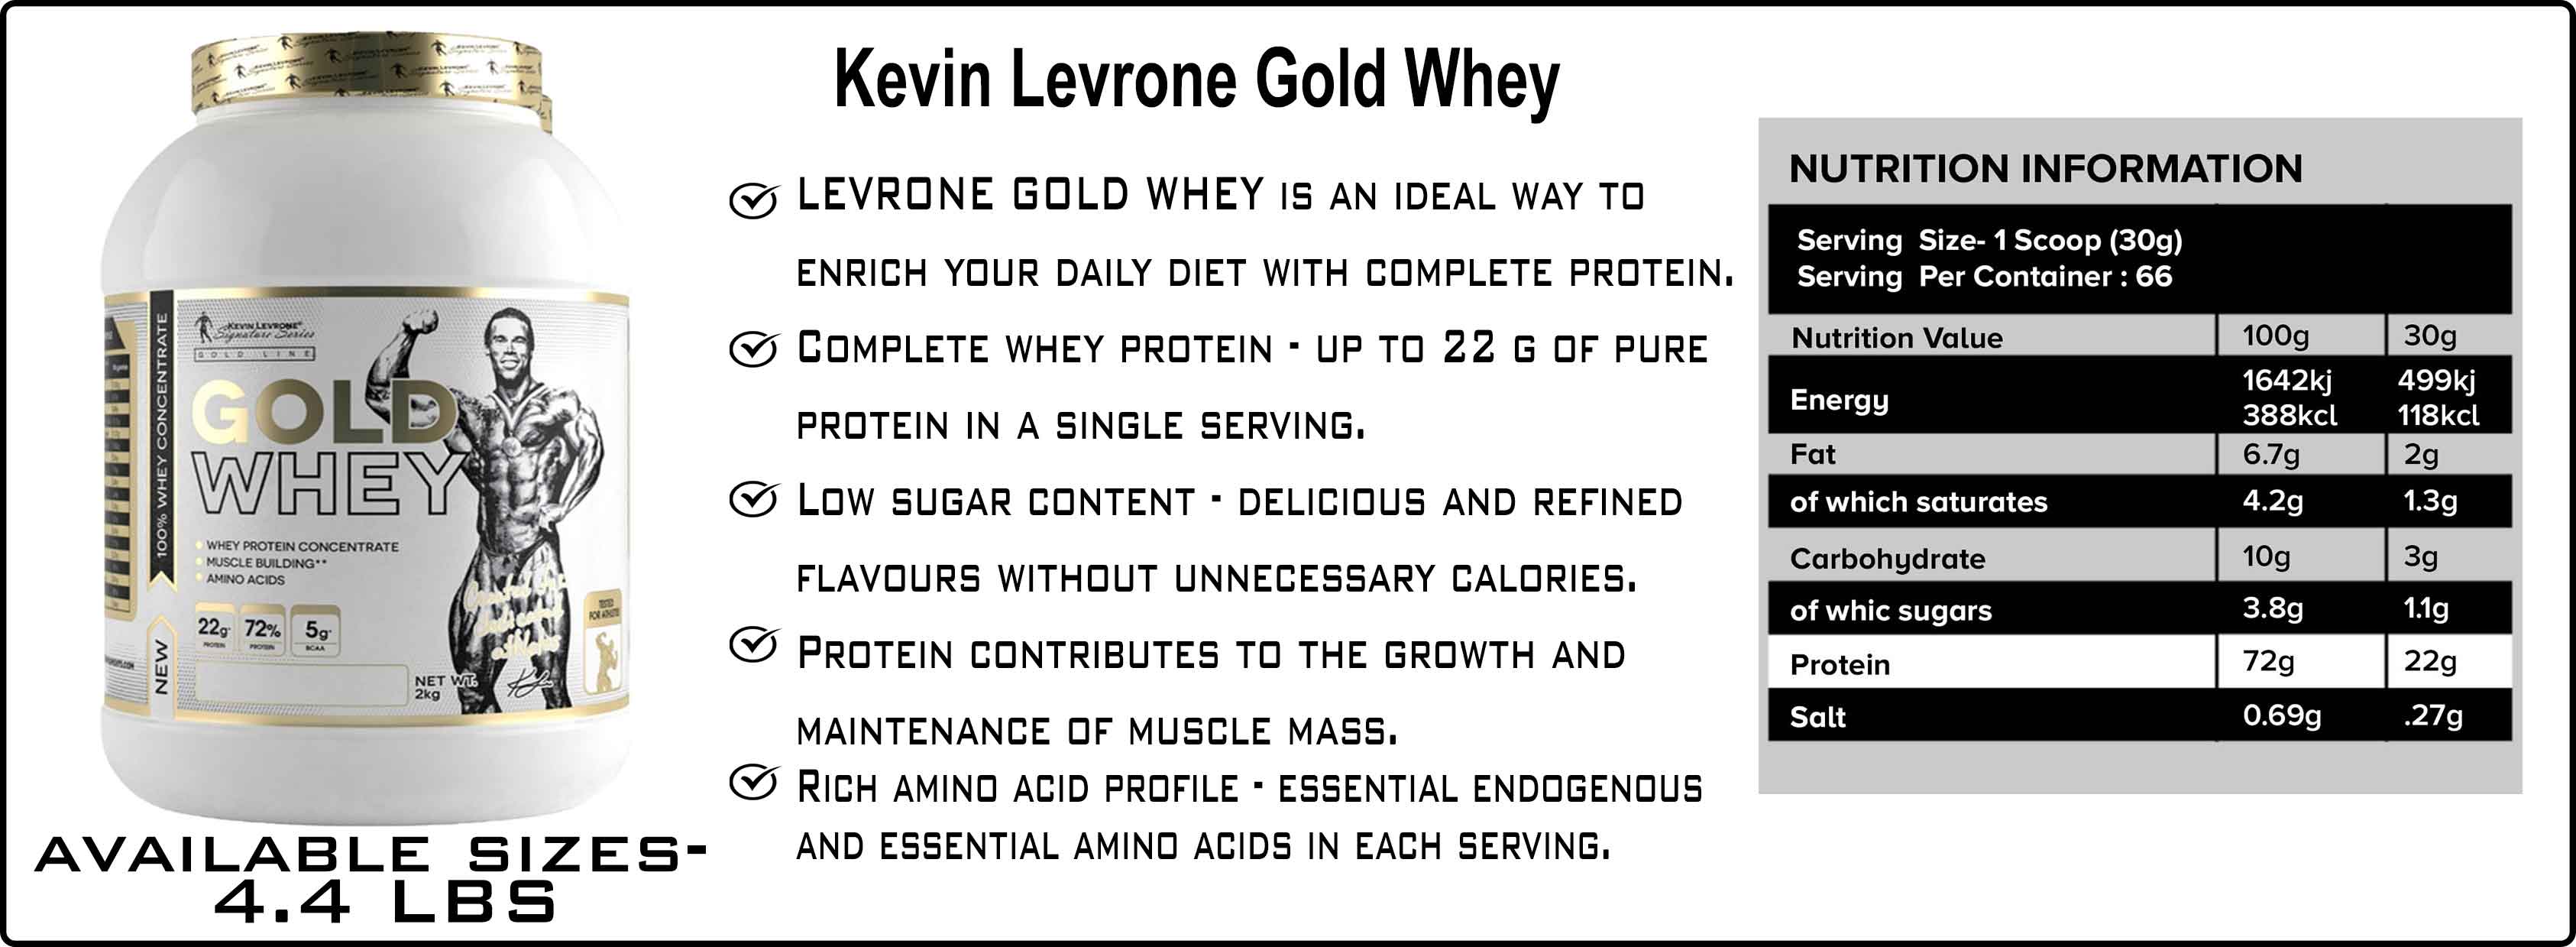 KEVIN LEVRONE
Signature Series
GOLD LINE
GOLD
WHEY
100% WHEY CONCENTRATE
NEW
WHEY PROTEIN CONCENTRATE
MUSCLE BUILDING**
AMINO ACIDS
22g 72% 5g
PROTEIN PROTEIN BCAA
NET WT.
2kg
Created by:
Dedicated
athletes
TESTED
FOR ATHLETES
AVAILABLE SIZES-
4.4 LBS
Kevin Levrone Gold Whey
LEVRONE GOLD WHEY IS AN IDEAL WAY TO
ENRICH YOUR DAILY DIET WITH COMPLETE PROTEIN.
COMPLETE WHEY PROTEIN - UP TO 22 G OF PURE
PROTEIN IN A SINGLE SERVING.
LOW SUGAR CONTENT - DELICIOUS AND REFINED
FLAVOURS WITHOUT UNNECESSARY CALORIES.
PROTEIN CONTRIBUTES TO THE GROWTH AND
MAINTENANCE OF MUSCLE MASS.
RICH AMINO ACID PROFILE - ESSENTIAL ENDOGENOUS
AND ESSENTIAL AMINO ACIDS IN EACH SERVING.
NUTRITION INFORMATION
Serving Size- 1 Scoop (30g)
Serving Per Container : 66
Nutrition Value 100g 30g
Energy 1642kj 499kj
388kcl 118kcl
Fat 6.7g 2g
of which saturates 4.2g 1.3g
Carbohydrate 10g 3g
of whic sugars 3.8g 1.1g
Protein 72g 22g
Salt 0.69g .27g